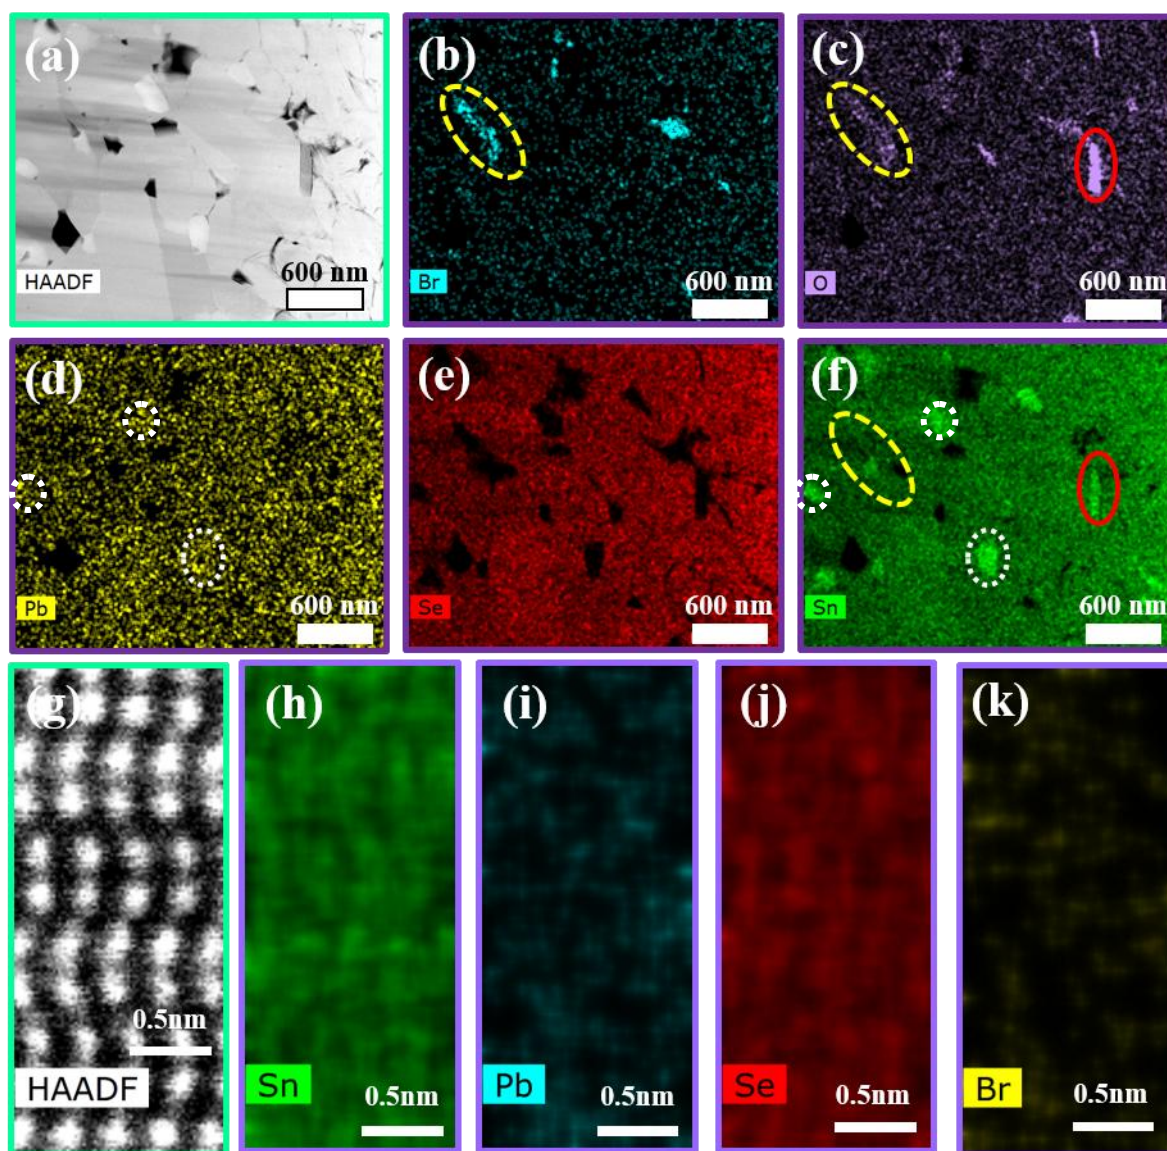 (a)
HAADF
600 nm
(b)
Br
600 nm
(c)
O
600 nm
(d)
Pb
600 nm
(e)
Se
600 nm
(f)
Sn
600 nm
(g)
0.5nm
HAADF
(h)
Sn
0.5nm
(i)
Pb
0.5nm
(j)
Se
0.5nm
(k)
Br
0.5nm